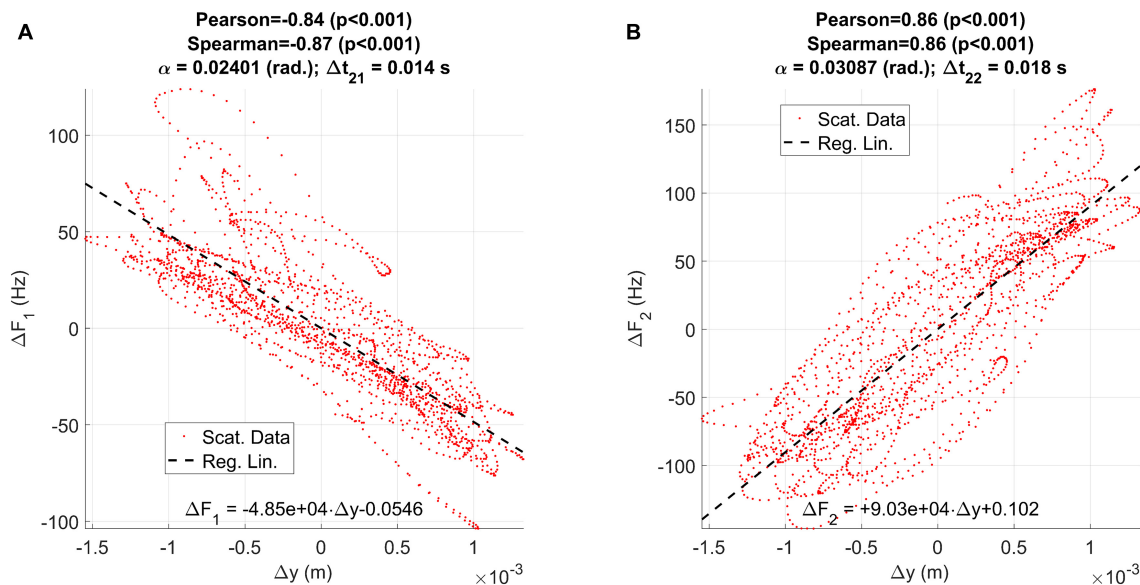 A
Pearson=-0.84 (p<0.001)
Spearman=-0.87 (p<0.001)
α = 0.02401 (rad.); Δt21 = 0.014 s
100
50
0
-50
-100
ΔF1 (Hz)
Scat. Data
Reg. Lin.
ΔF1 = -4.85e+04·Δy-0.0546
-1.5 -1 -0.5 0 0.5 1
Δy (m)
×10-3
B
Pearson=0.86 (p<0.001)
Spearman=0.86 (p<0.001)
α = 0.03087 (rad.); Δt22 = 0.018 s
150
100
50
0
-50
-100
ΔF2 (Hz)
Scat. Data
Reg. Lin.
ΔF2 = +9.03e+04·Δy+0.102
-1.5 -1 -0.5 0 0.5 1
Δy (m)
×10-3